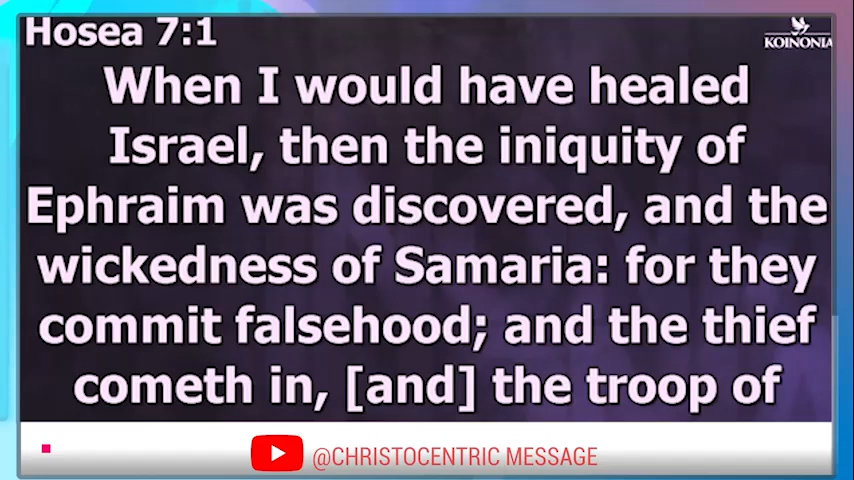 Hosea 7:1
KOINONIA
When I would have healed
Israel, then the iniquity of
Ephraim was discovered, and the
wickedness of Samaria: for they
commit falsehood; and the thief
cometh in, [and] the troop of
@CHRISTOCENTRIC MESSAGE